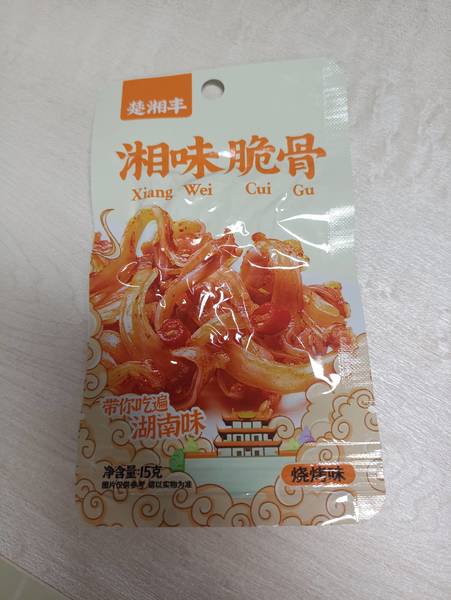 楚湘丰
湘味脆骨
Xiang Wei Cui Gu
带你吃遍
湖南味
净含量:15克
图片仅供参考 请以实物为准
烧烤味